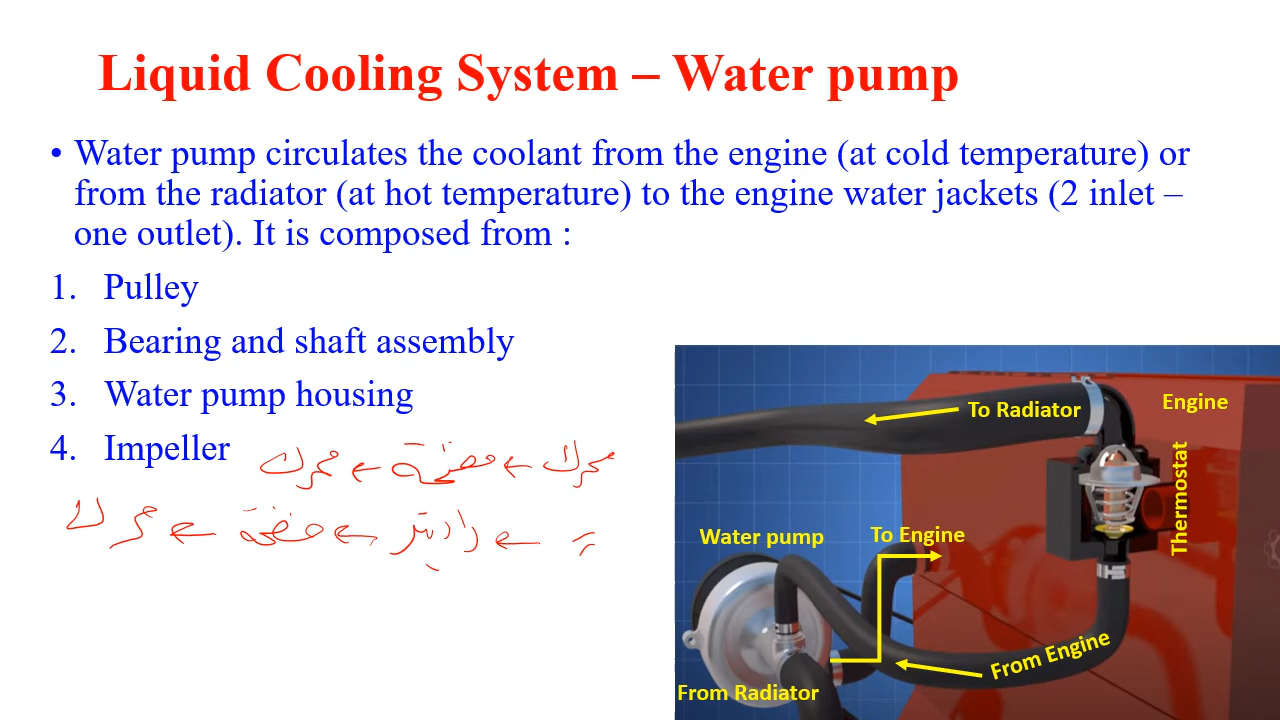 Liquid Cooling System – Water pump
• Water pump circulates the coolant from the engine (at cold temperature) or
from the radiator (at hot temperature) to the engine water jackets (2 inlet –
one outlet). It is composed from :
1. Pulley
2. Bearing and shaft assembly
3. Water pump housing
4. Impeller
محرك ← مضخة ← محرك
〃 ← راديتر ← مضخة ← محرك
To Radiator
Engine
Thermostat
Water pump
To Engine
From Engine
From Radiator